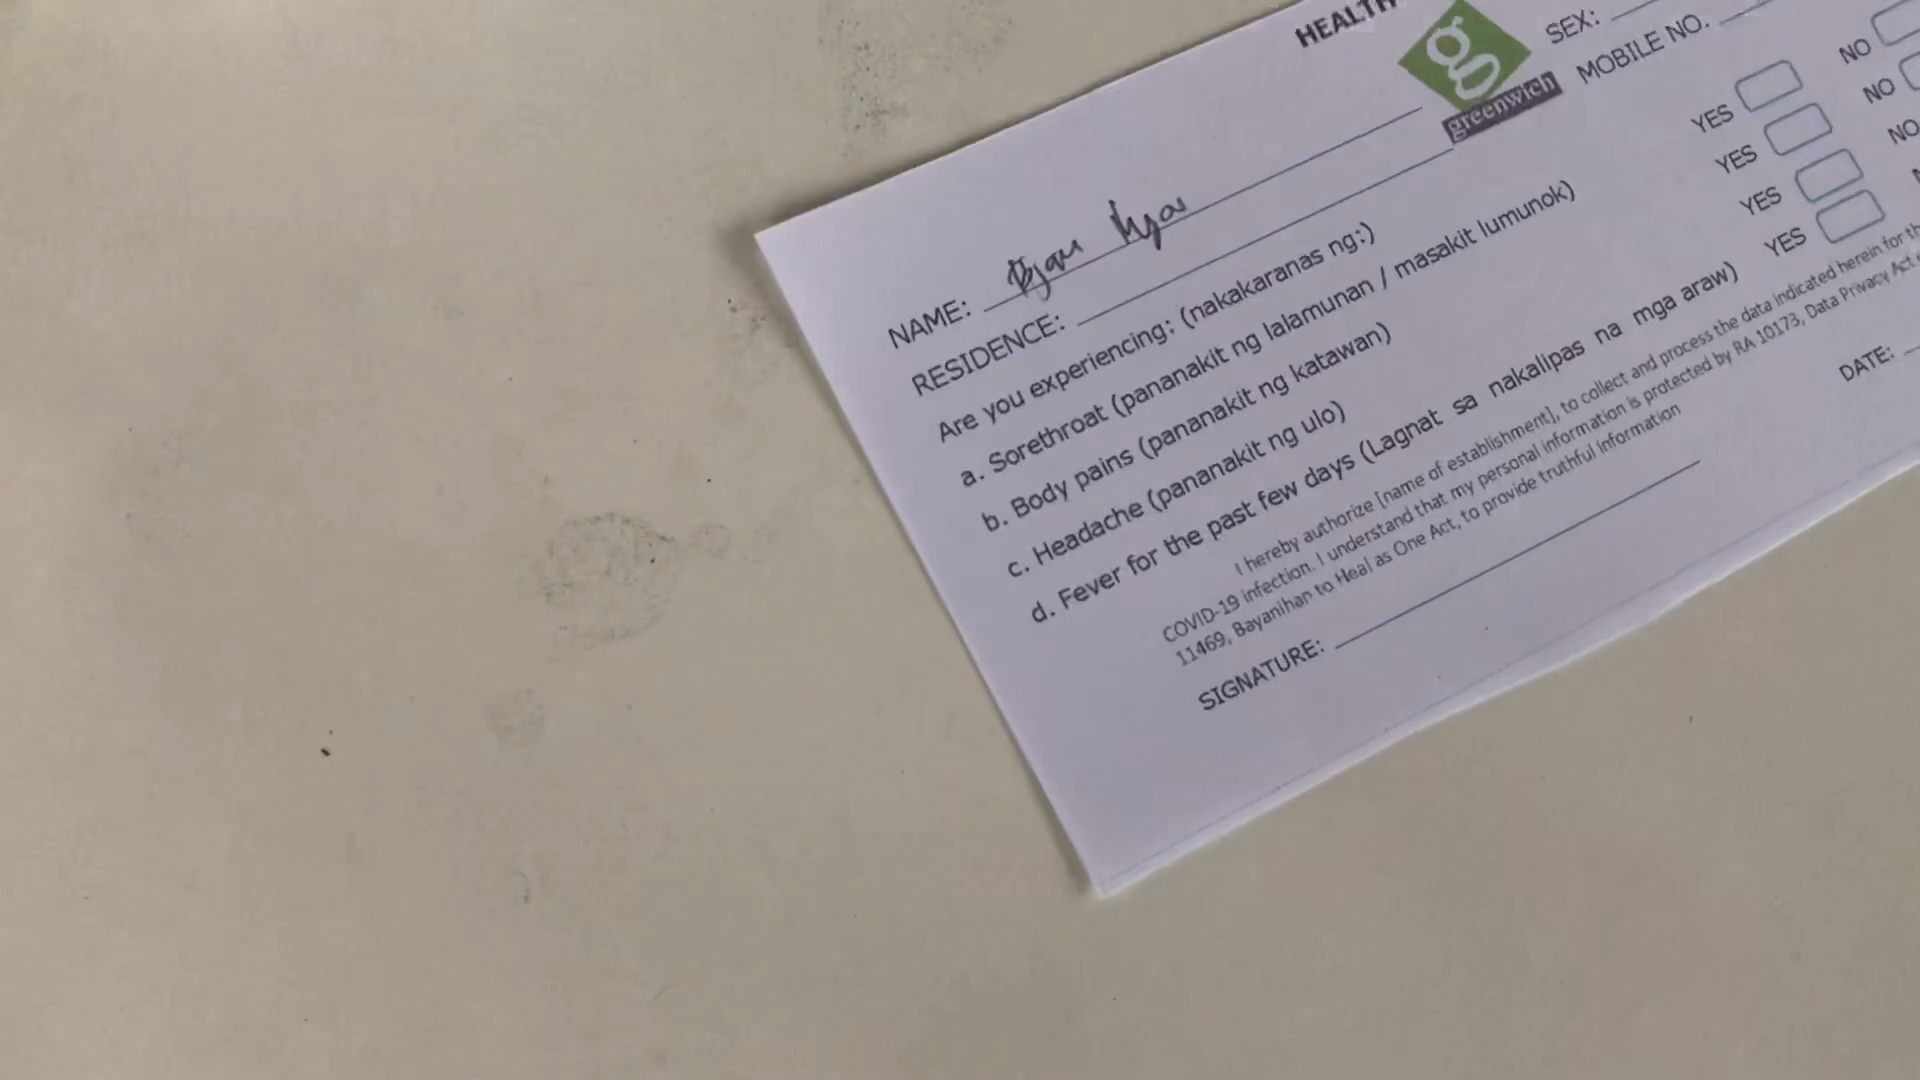 HEALTH
g
greenwich
SEX:
MOBILE NO.
NAME:
RESIDENCE:
Are you experiencing: (nakakaranas ng:)
a. Sorethroat (pananakit ng lalamunan / masakit lumunok) YES NO
b. Body pains (pananakit ng katawan) YES NO
c. Headache (pananakit ng ulo) YES NO
d. Fever for the past few days (Lagnat sa nakalipas na mga araw) YES
I hereby authorize [name of establishment], to collect and process the data indicated herein for
COVID-19 infection. I understand that my personal information is protected by RA 10173, Data Privacy Act
11469, Bayanihan to Heal as One Act, to provide truthful information
SIGNATURE: DATE: